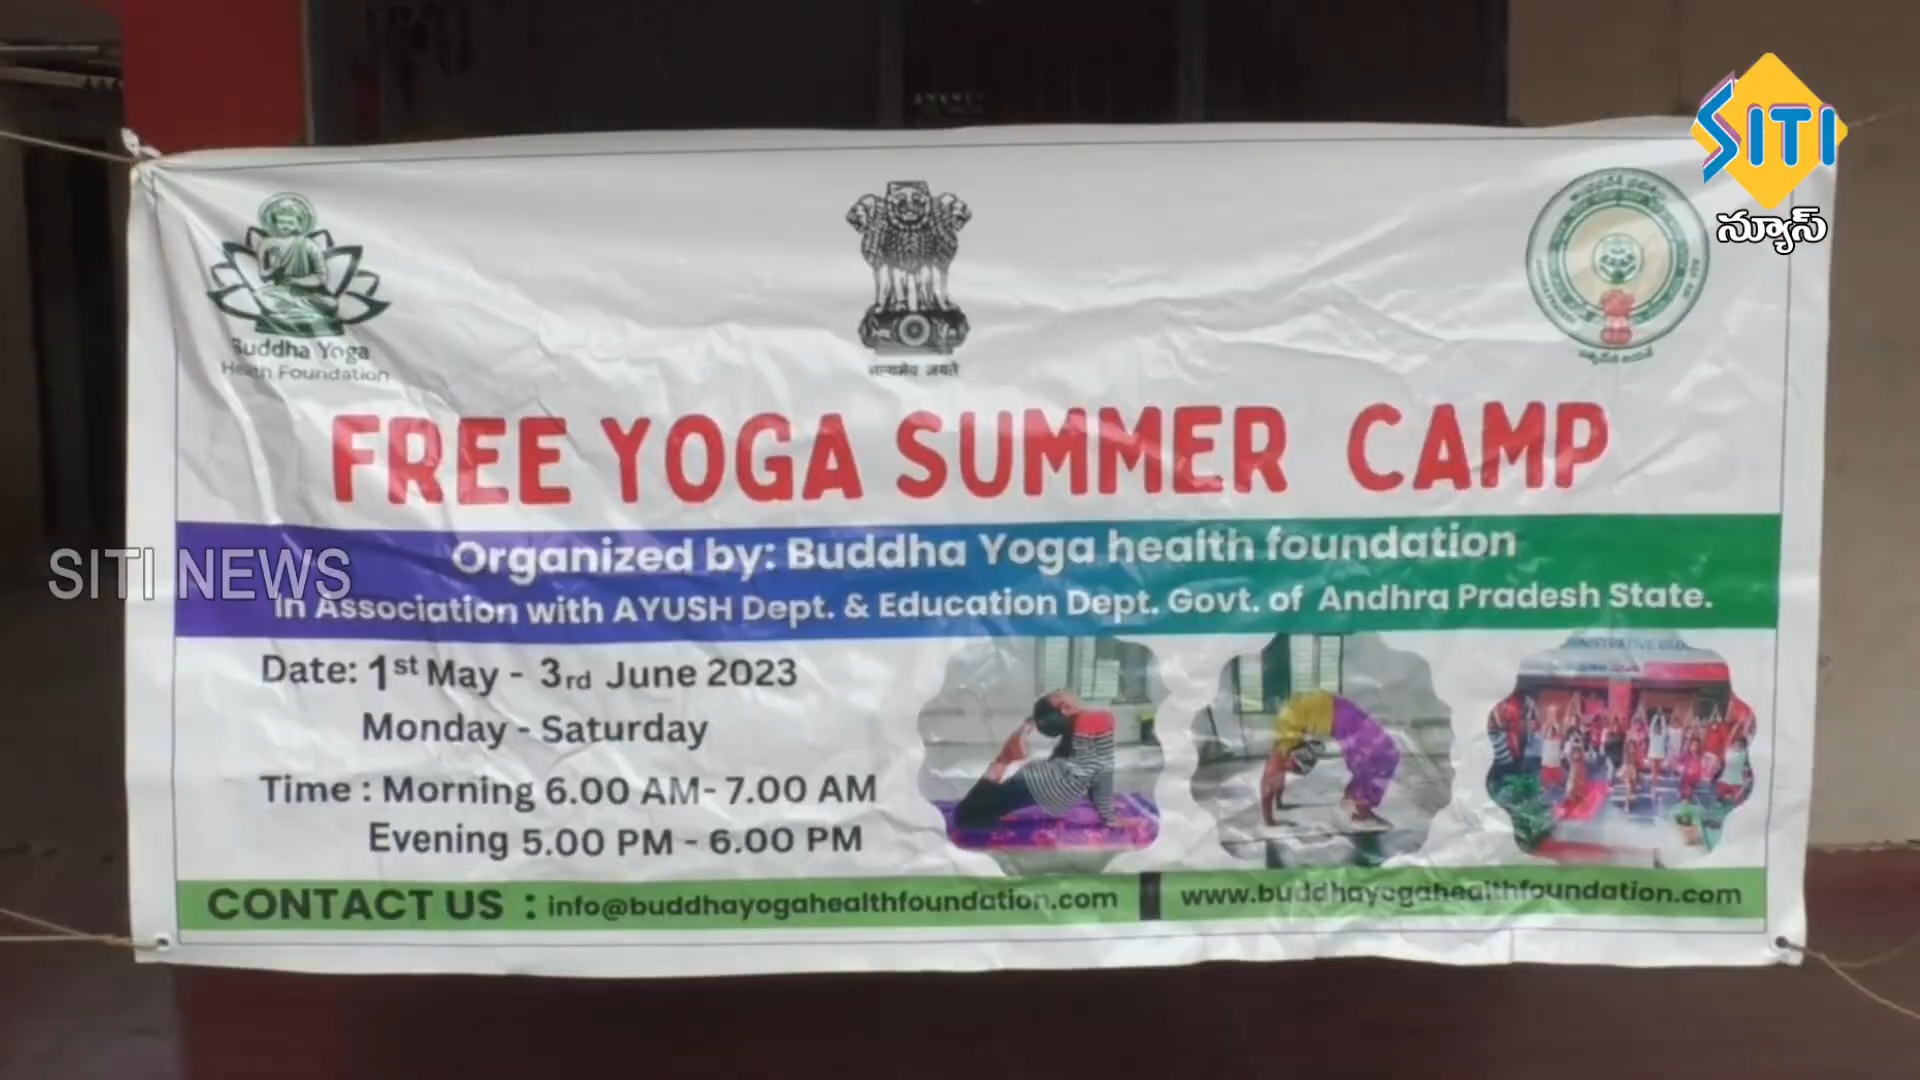 SITI
న్యూస్
Buddha Yoga
Health Foundation
सत्यमेव जयते
FREE YOGA SUMMER CAMP
Organized by: Buddha Yoga health foundation
SITI NEWS
In Association with AYUSH Dept. & Education Dept. Govt. of Andhra Pradesh State.
Date: 1st May - 3rd June 2023
Monday - Saturday
Time : Morning 6.00 AM- 7.00 AM
Evening 5.00 PM - 6.00 PM
CONTACT US : info@buddhayogahealthfoundation.com
www.buddhayogahealthfoundation.com